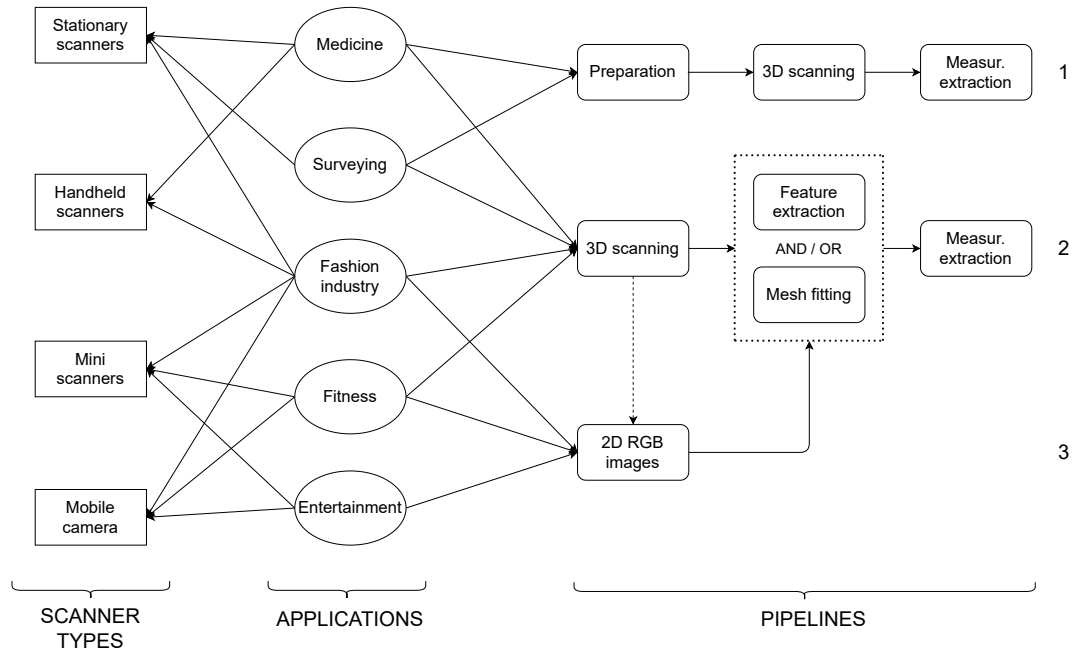 Stationary
scanners
Handheld
scanners
Mini
scanners
Mobile
camera
SCANNER
TYPES
Medicine
Surveying
Fashion
industry
Fitness
Entertainment
APPLICATIONS
Preparation
3D scanning
Measur.
extraction
1
3D scanning
Feature
extraction
AND / OR
Mesh fitting
Measur.
extraction
2
2D RGB
images
3
PIPELINES